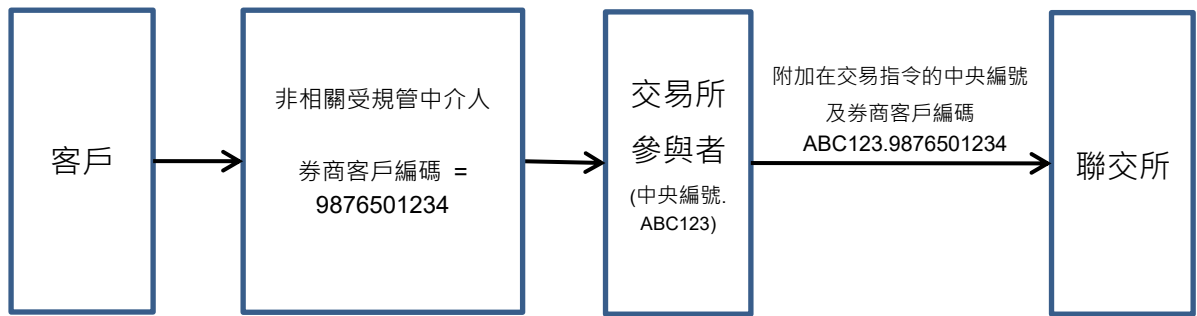 客戶
非相關受規管中介人
券商客戶編碼 =
9876501234
交易所
參與者
(中央編號.
ABC123)
附加在交易指令的中央編號
及券商客戶編碼
ABC123.9876501234
聯交所